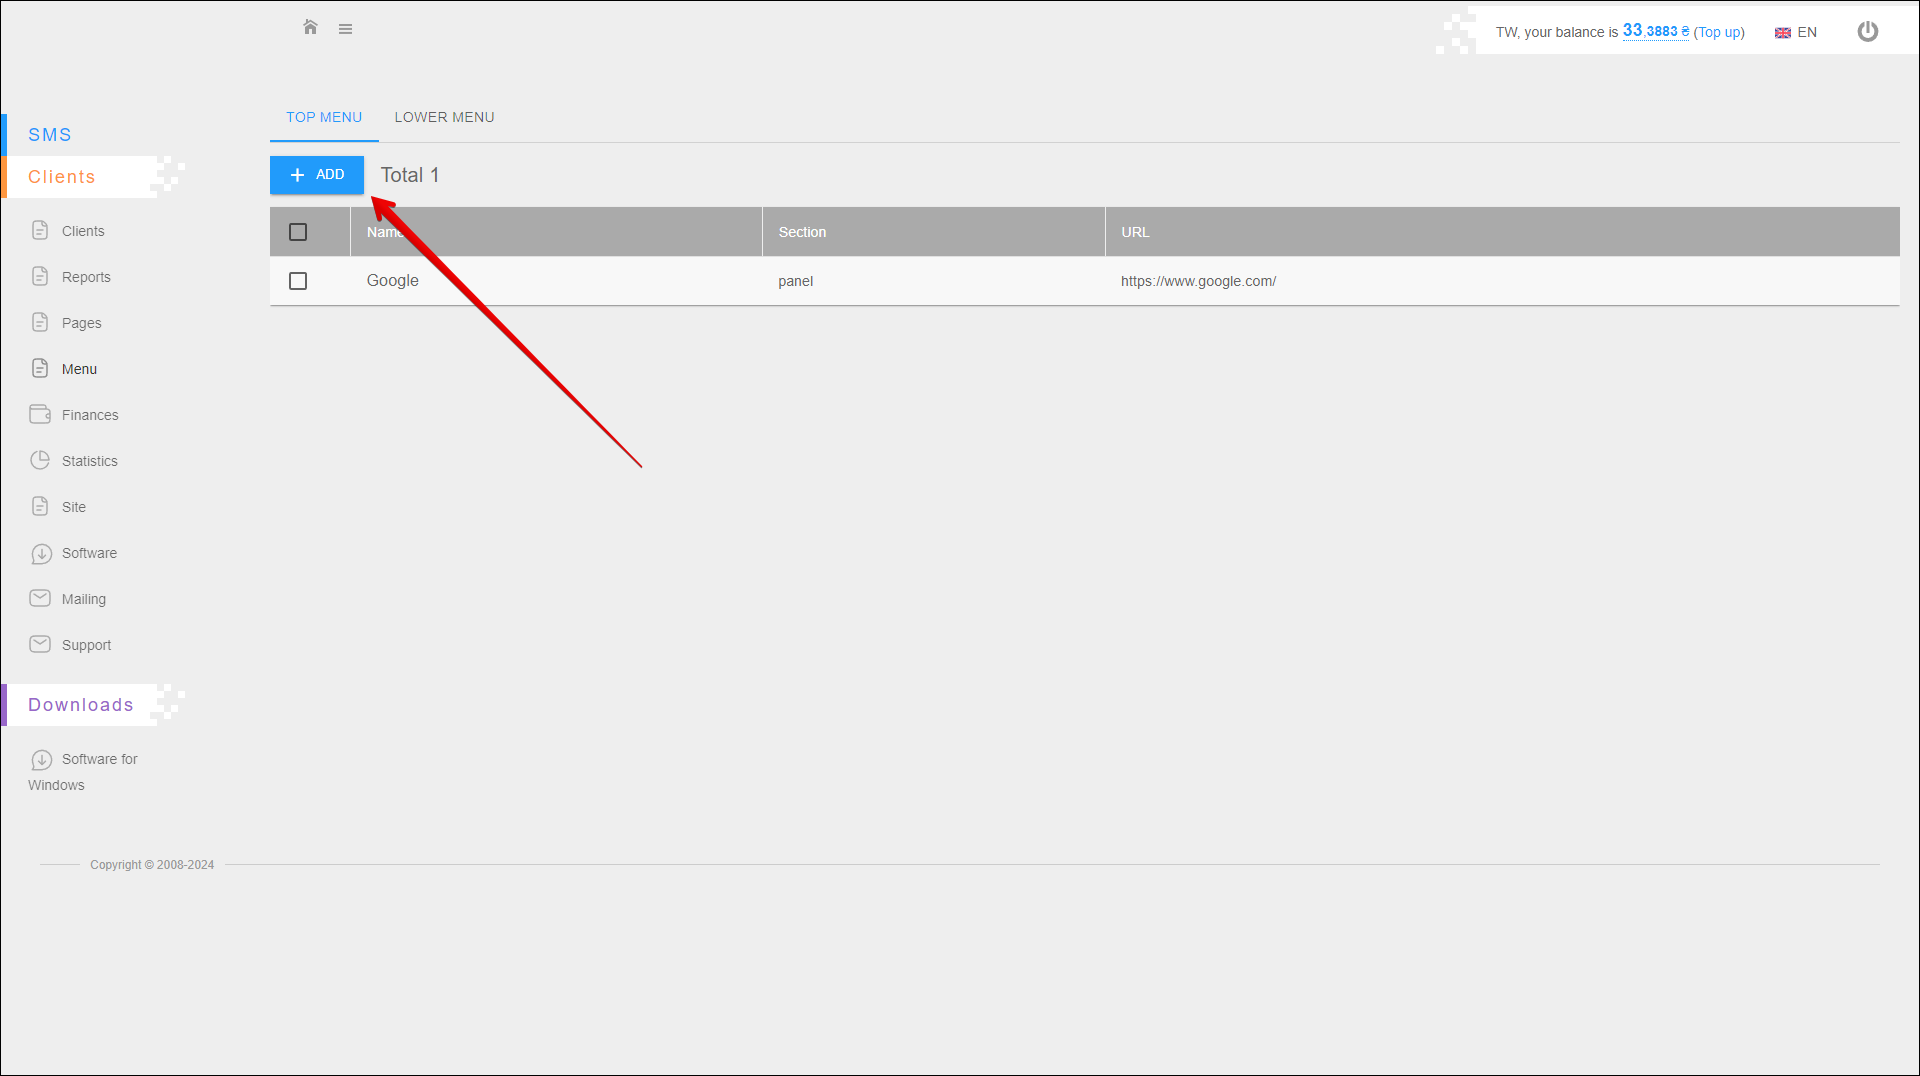 TW, your balance is 33.3883 ₴ (Top up)
EN
TOP MENU
LOWER MENU
SMS
Clients
ADD
Total 1
Name
Section
URL
Google
panel
https://www.google.com/
Clients
Reports
Pages
Menu
Finances
Statistics
Site
Software
Mailing
Support
Downloads
Software for
Windows
Copyright © 2008-2024